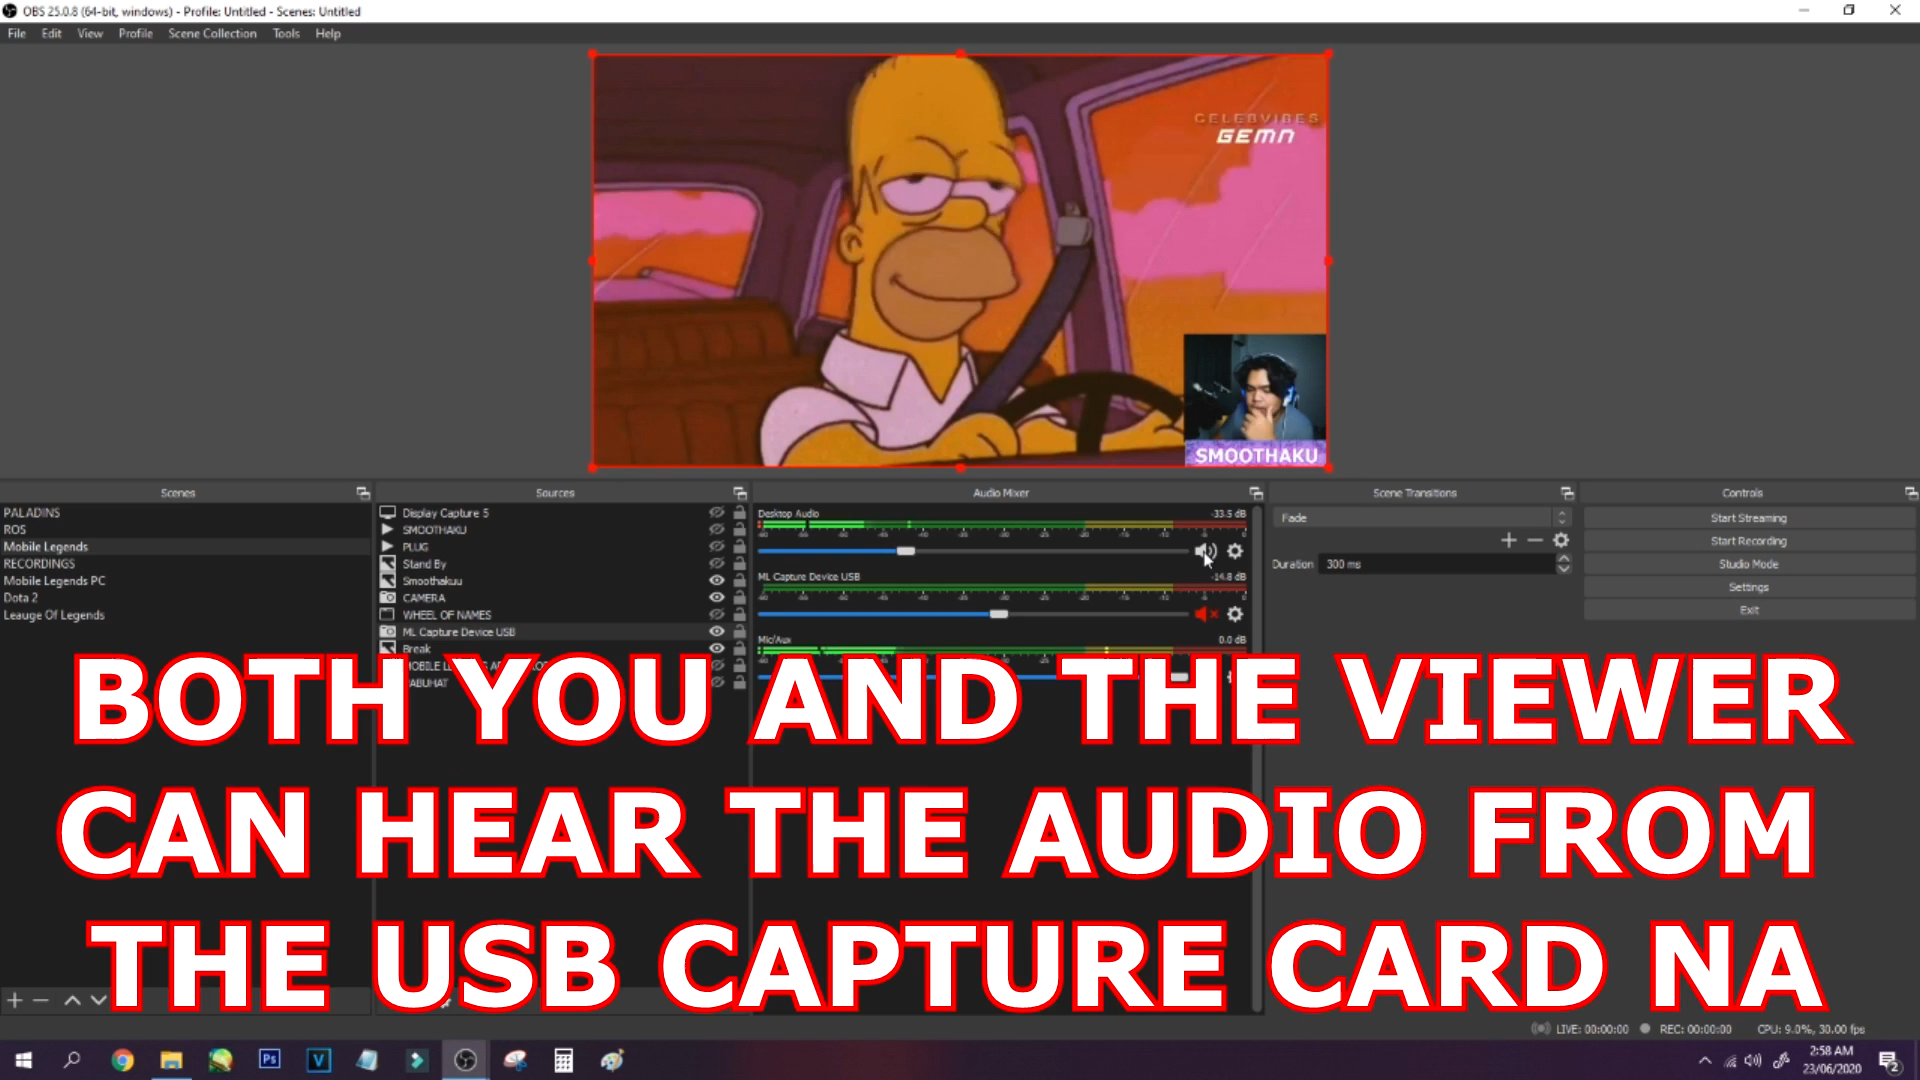 OBS 25.0.8 (64-bit, windows) - Profile: Untitled - Scenes: Untitled
File Edit View Profile Scene Collection Tools Help
CELEBVIBES
GEMN
SMOOTHAKU
Scenes
PALADINS
ROS
Mobile Legends
RECORDINGS
Mobile Legends PC
Dota 2
Leauge Of Legends
Sources
Display Capture 5
SMOOTHAKU
PLUG
Stand By
Smoothakuu
CAMERA
WHEEL OF NAMES
ML Capture Device USB
Break
Audio Mixer
Desktop Audio -33.5 dB
ML Capture Device USB -14.8 dB
Mic/Aux 0.0 dB
Scene Transitions
Fade
Duration 300 ms
Controls
Start Streaming
Start Recording
Studio Mode
Settings
Exit
BOTH YOU AND THE VIEWER
CAN HEAR THE AUDIO FROM
THE USB CAPTURE CARD NA
LIVE: 00:00:00 REC: 00:00:00 CPU: 9.0%, 30.00 fps
Ps
V
2:58 AM
23/06/2020
2